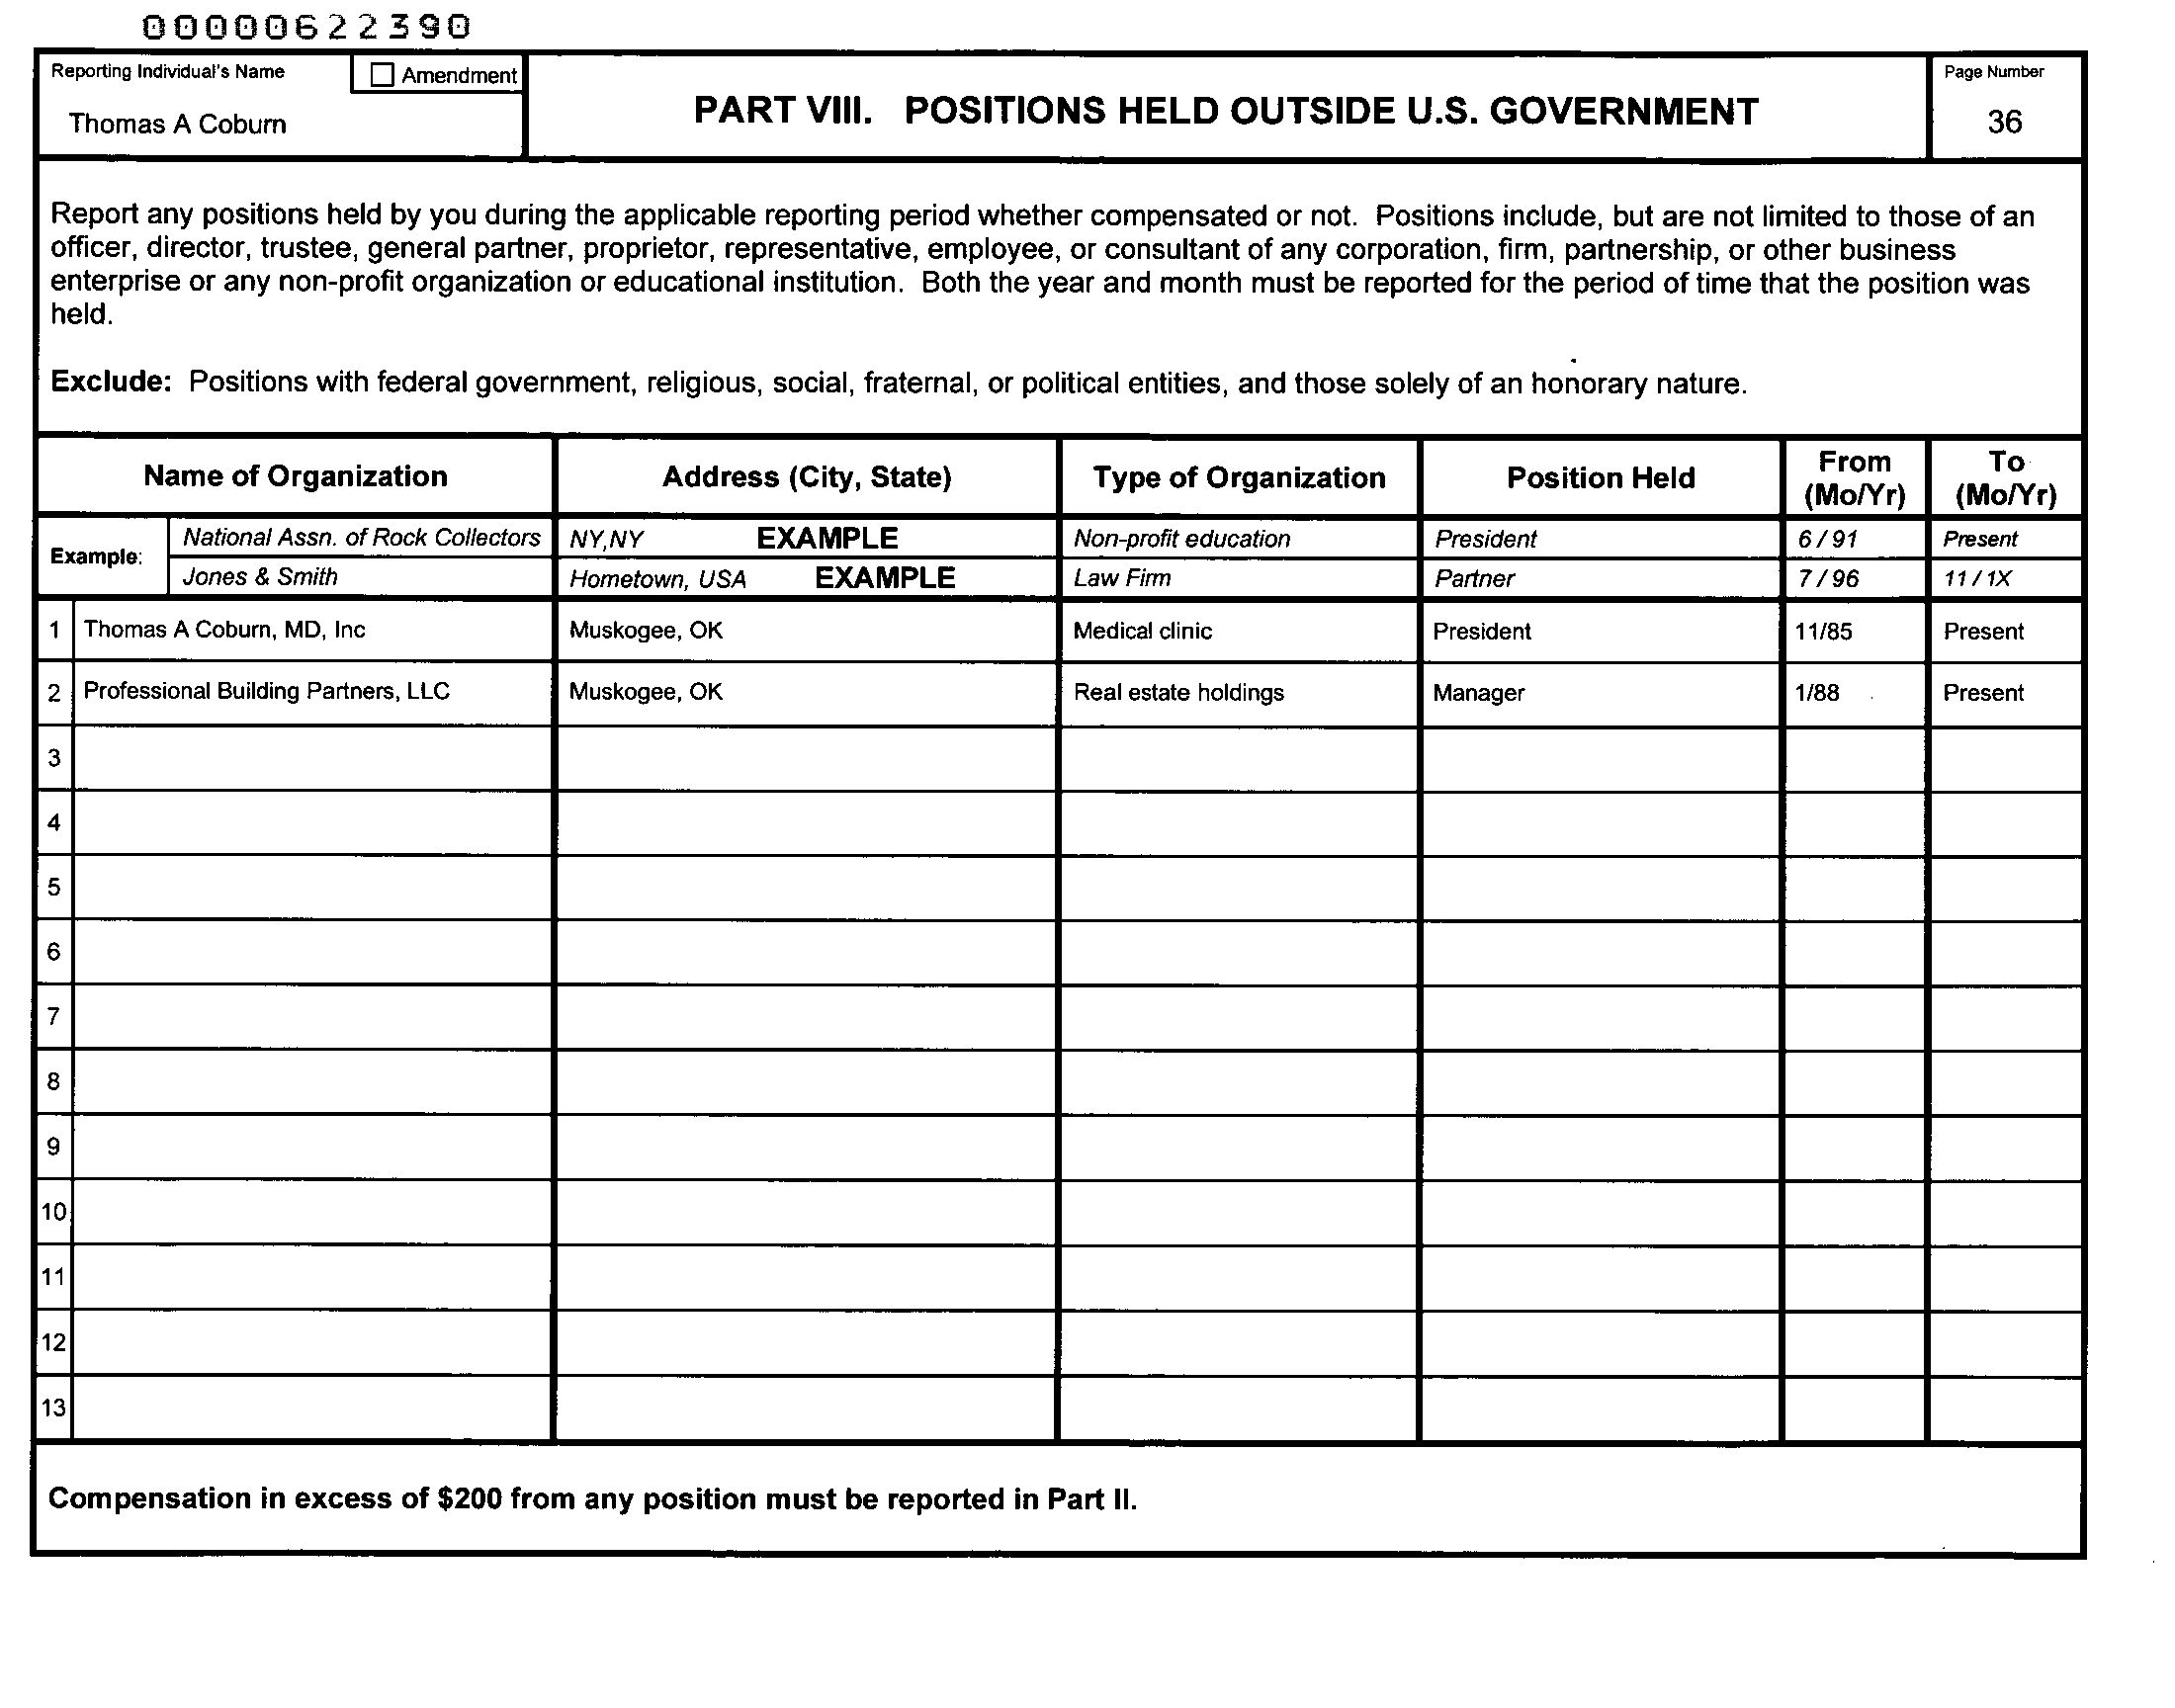 00000622390
Reporting Individual's Name
☐ Amendment
Thomas A Coburn
PART VIII. POSITIONS HELD OUTSIDE U.S. GOVERNMENT
Page Number
36
Report any positions held by you during the applicable reporting period whether compensated or not. Positions include, but are not limited to those of an
officer, director, trustee, general partner, proprietor, representative, employee, or consultant of any corporation, firm, partnership, or other business
enterprise or any non-profit organization or educational institution. Both the year and month must be reported for the period of time that the position was
held.
Exclude: Positions with federal government, religious, social, fraternal, or political entities, and those solely of an honorary nature.
Name of Organization Address (City, State) Type of Organization Position Held From (Mo/Yr) To (Mo/Yr)
Example: National Assn. of Rock Collectors NY,NY EXAMPLE Non-profit education President 6 / 91 Present
Jones & Smith Hometown, USA EXAMPLE Law Firm Partner 7 / 96 11 / 1X
1 Thomas A Coburn, MD, Inc Muskogee, OK Medical clinic President 11/85 Present
2 Professional Building Partners, LLC Muskogee, OK Real estate holdings Manager 1/88 Present
3
4
5
6
7
8
9
10
11
12
13
Compensation in excess of $200 from any position must be reported in Part II.